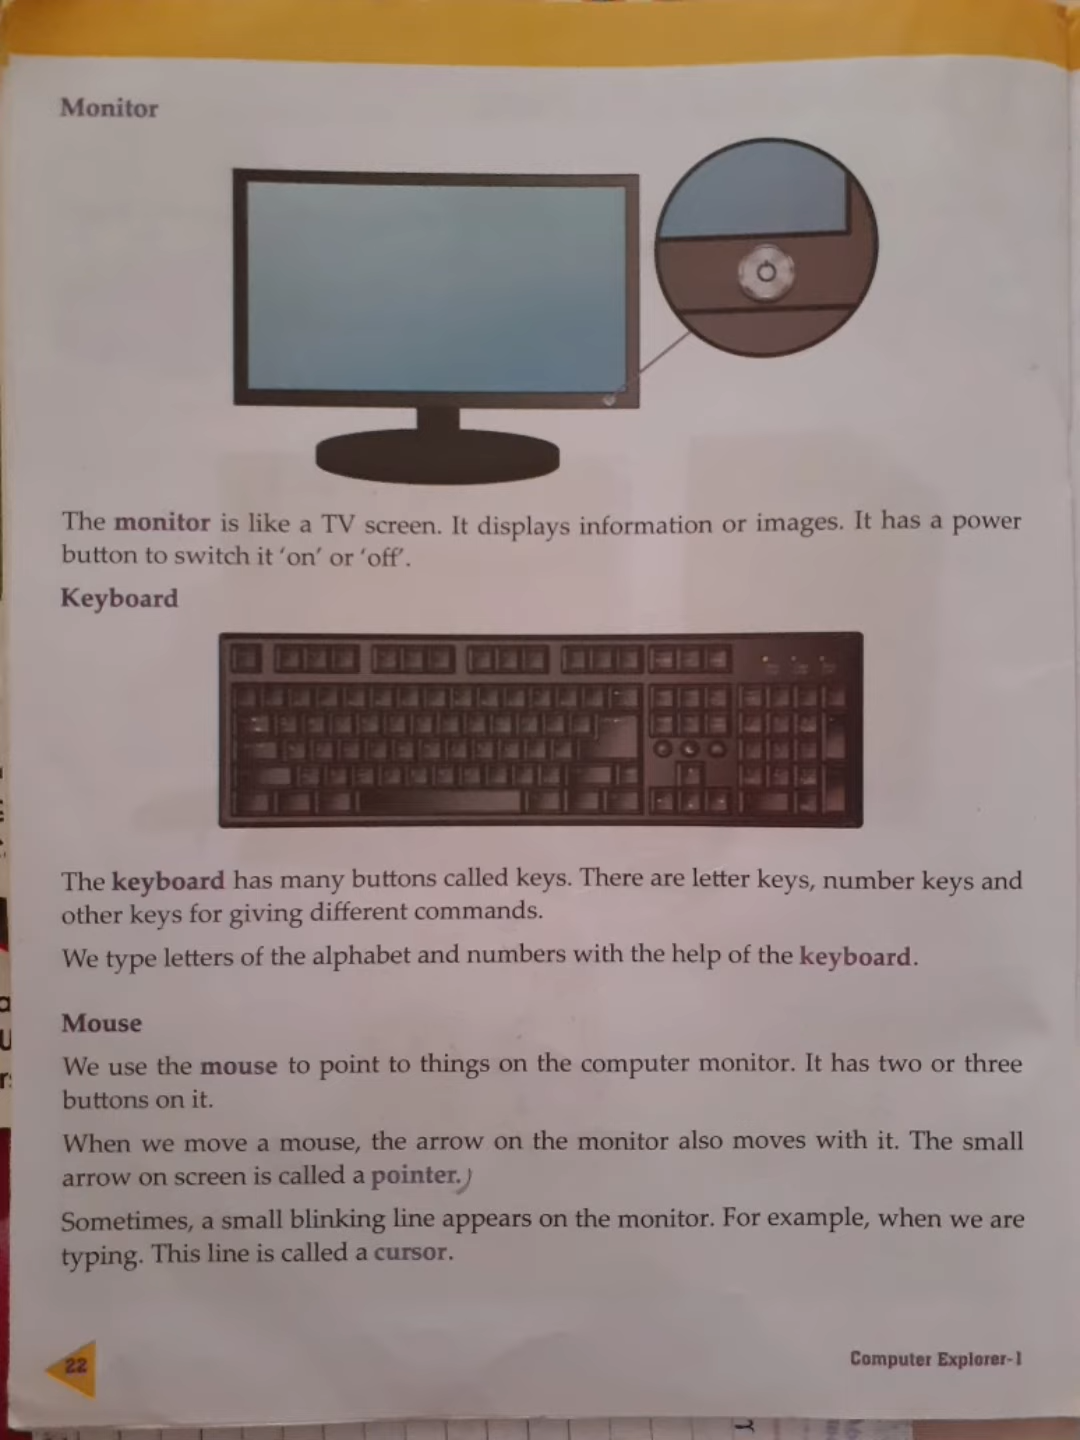 Monitor
The monitor is like a TV screen. It displays information or images. It has a power
button to switch it ‘on’ or ‘off’.
Keyboard
The keyboard has many buttons called keys. There are letter keys, number keys and
other keys for giving different commands.
We type letters of the alphabet and numbers with the help of the keyboard.
Mouse
We use the mouse to point to things on the computer monitor. It has two or three
buttons on it.
When we move a mouse, the arrow on the monitor also moves with it. The small
arrow on screen is called a pointer.
Sometimes, a small blinking line appears on the monitor. For example, when we are
typing. This line is called a cursor.
22
Computer Explorer-1